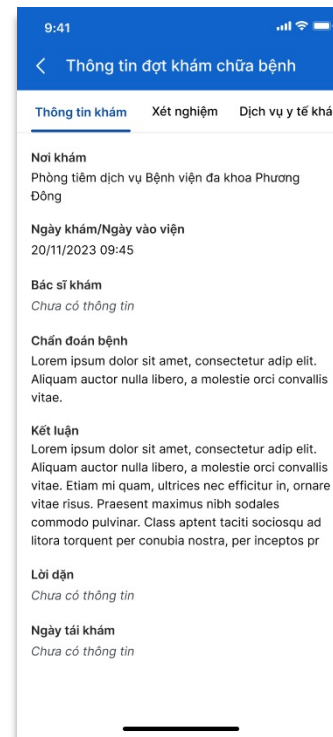 9:41
Thông tin đợt khám chữa bệnh
Thông tin khám Xét nghiệm Dịch vụ y tế khá
Nơi khám
Phòng tiêm dịch vụ Bệnh viện đa khoa Phương
Đông
Ngày khám/Ngày vào viện
20/11/2023 09:45
Bác sĩ khám
Chưa có thông tin
Chẩn đoán bệnh
Lorem ipsum dolor sit amet, consectetur adip elit.
Aliquam auctor nulla libero, a molestie orci convallis
vitae.
Kết luận
Lorem ipsum dolor sit amet, consectetur adip elit.
Aliquam auctor nulla libero, a molestie orci convallis
vitae. Etiam mi quam, ultrices nec efficitur in, ornare
vitae risus. Praesent maximus nibh sodales
commodo pulvinar. Class aptent taciti sociosqu ad
litora torquent per conubia nostra, per inceptos pr
Lời dặn
Chưa có thông tin
Ngày tái khám
Chưa có thông tin